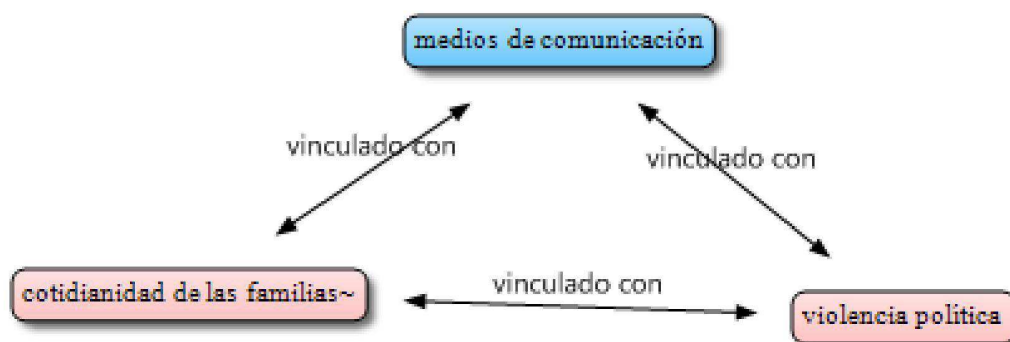 medios de comunicación
vinculado con
vinculado con
vinculado con
cotidianidad de las familias~
violencia política